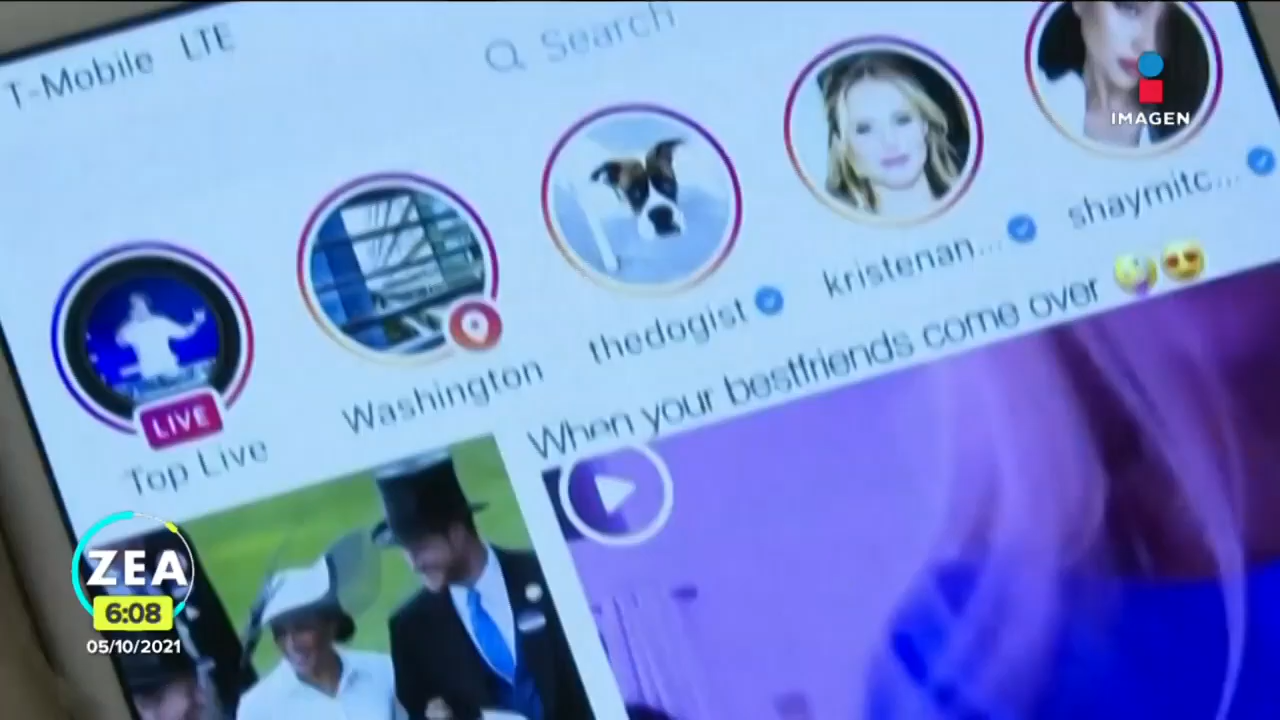 T-Mobile LTE
Search
IMAGEN
shaymitc...
kristenan...
thedogist
Washington
LIVE
Top Live
When your bestfriends come over 🤪😍
ZEA
6:08
05/10/2021